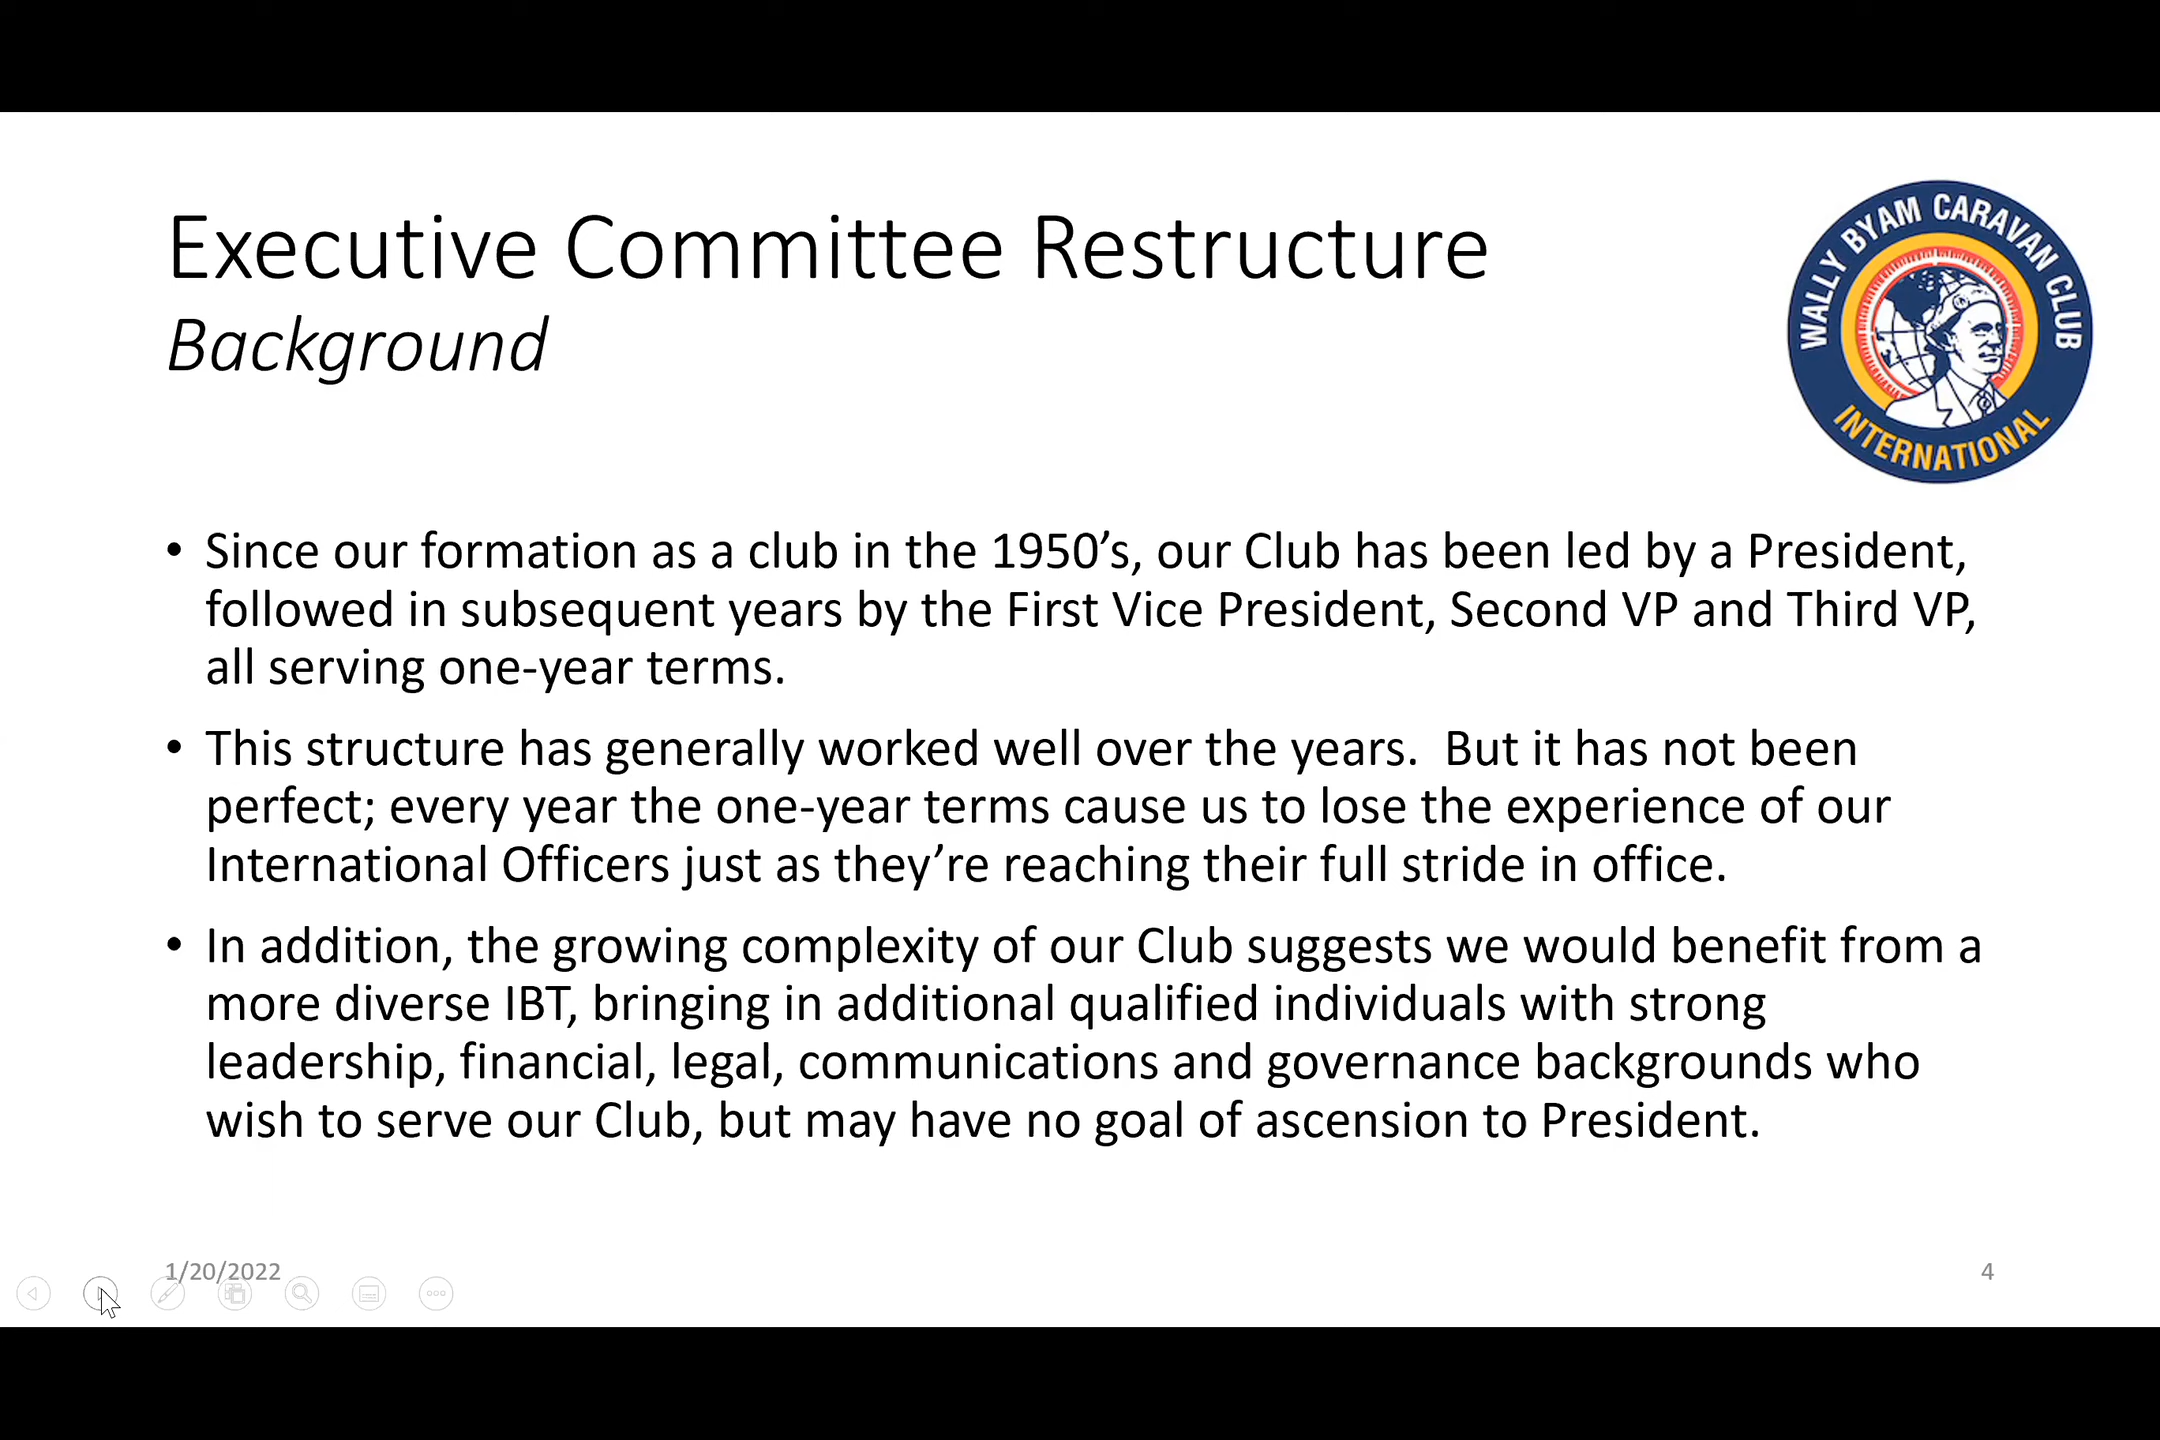 Executive Committee Restructure
Background
WALLY BYAM CARAVAN CLUB
INTERNATIONAL
• Since our formation as a club in the 1950’s, our Club has been led by a President,
followed in subsequent years by the First Vice President, Second VP and Third VP,
all serving one-year terms.
• This structure has generally worked well over the years.  But it has not been
perfect; every year the one-year terms cause us to lose the experience of our
International Officers just as they’re reaching their full stride in office.
• In addition, the growing complexity of our Club suggests we would benefit from a
more diverse IBT, bringing in additional qualified individuals with strong
leadership, financial, legal, communications and governance backgrounds who
wish to serve our Club, but may have no goal of ascension to President.
1/20/2022
4